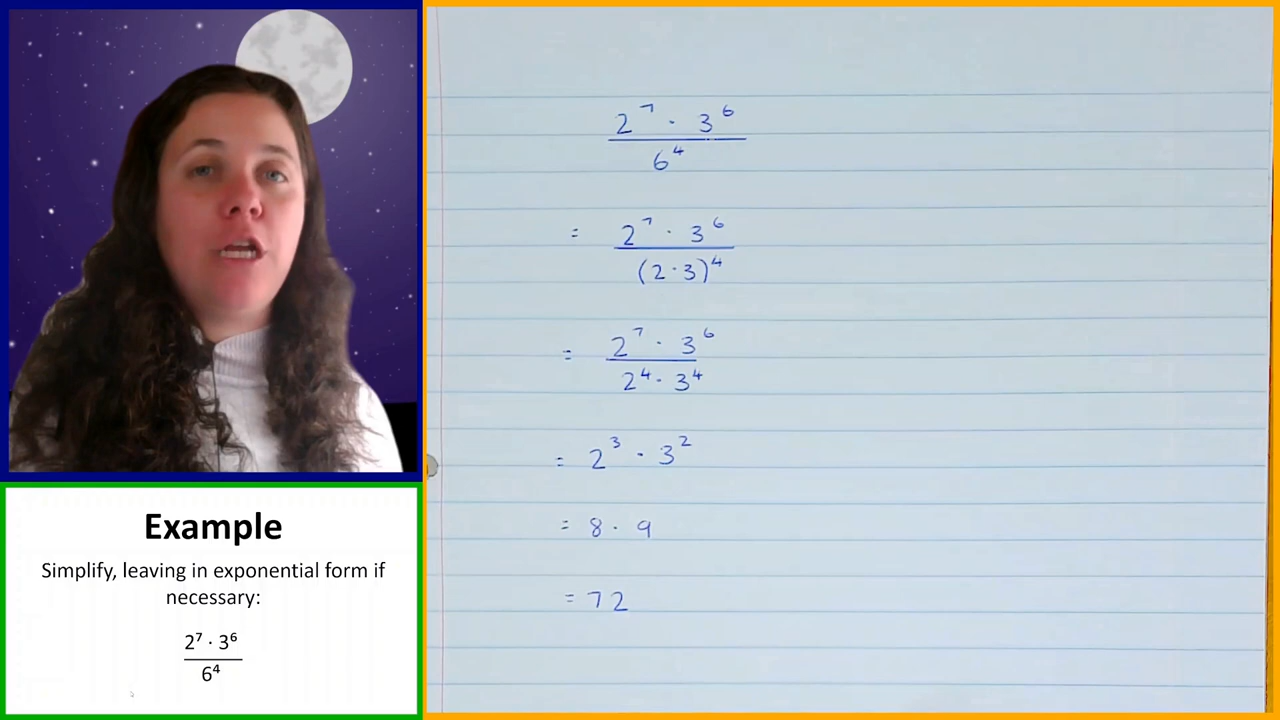 Example
Simplify, leaving in exponential form if
necessary:
2⁷ · 3⁶
6⁴
2⁷ · 3⁶
6⁴
= 2⁷ · 3⁶
(2 · 3)⁴
= 2⁷ · 3⁶
2⁴ · 3⁴
= 2³ · 3²
= 8 · 9
= 72